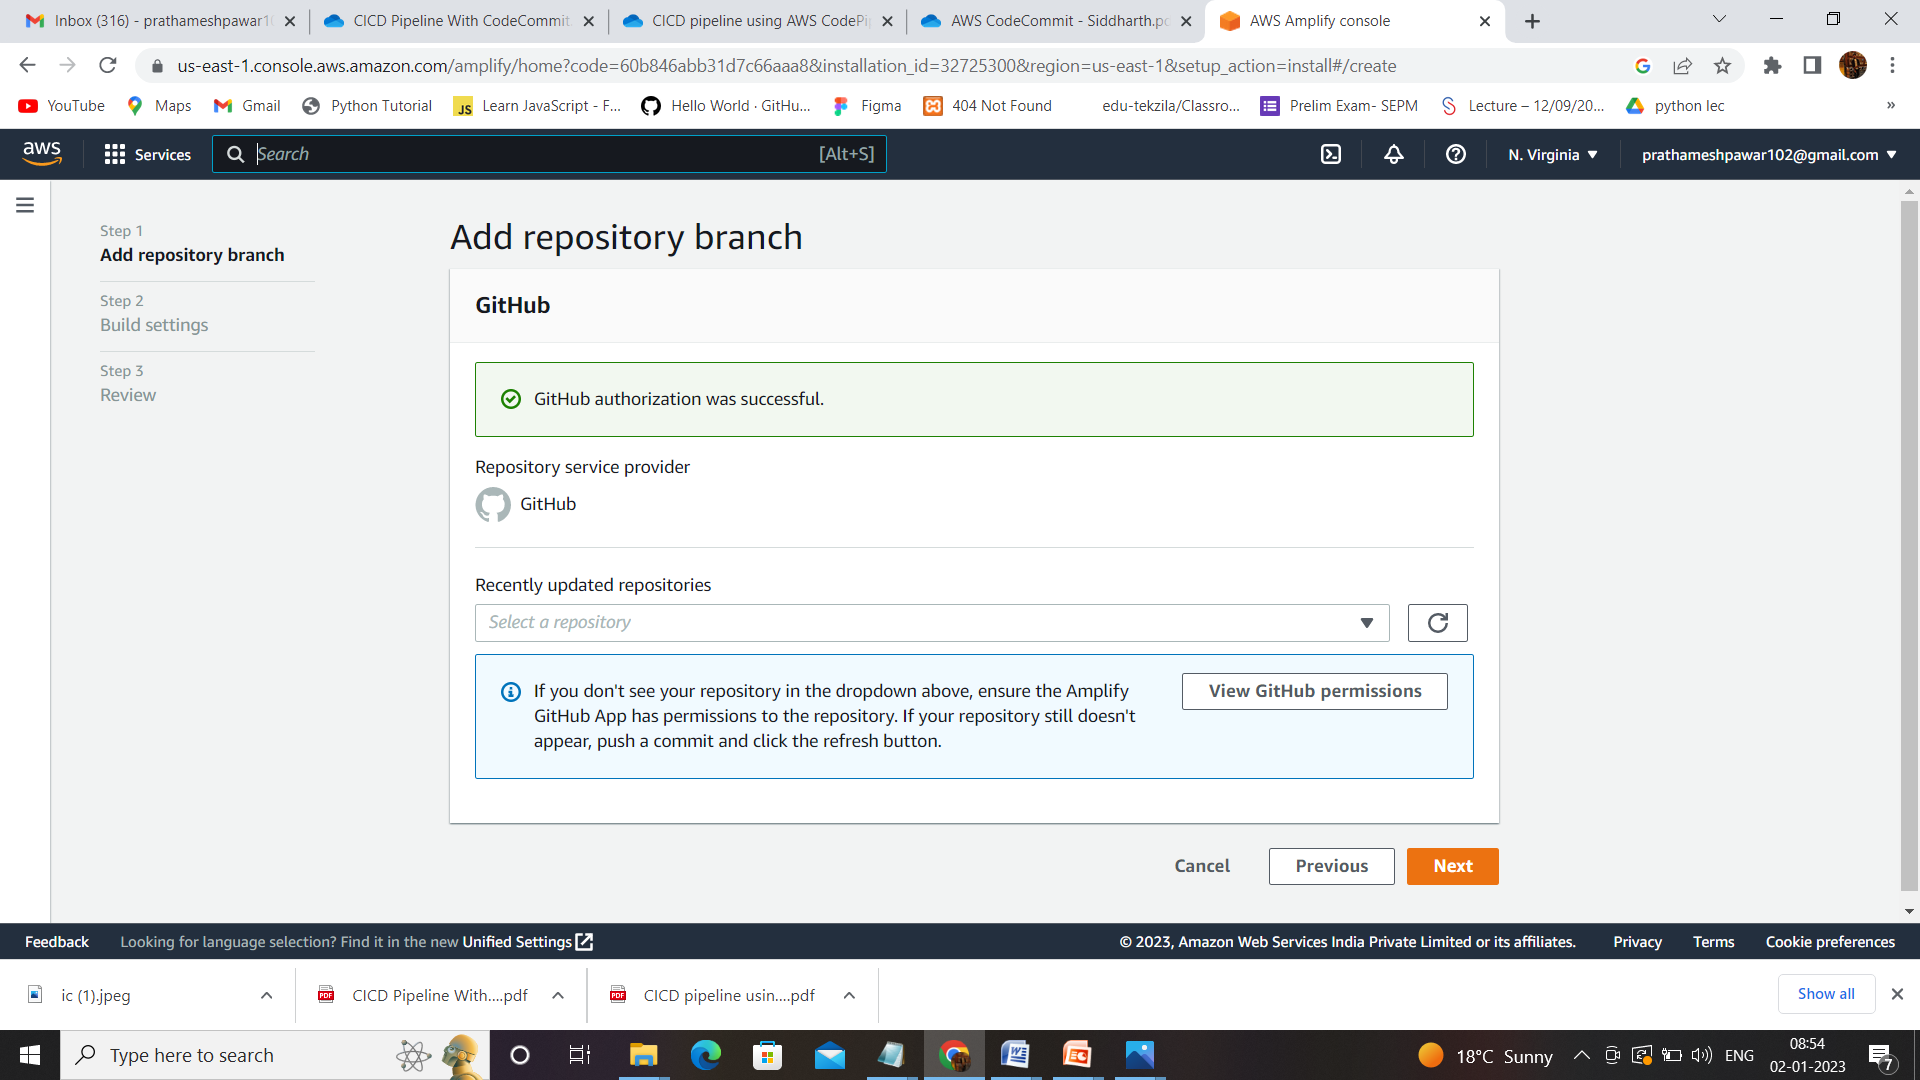 Inbox (316) - prathameshpawar10
CICD Pipeline With CodeCommit.
CICD pipeline using AWS CodePip
AWS CodeCommit - Siddharth.pd
AWS Amplify console
us-east-1.console.aws.amazon.com/amplify/home?code=60b846abb31d7c66aaa8&installation_id=32725300&region=us-east-1&setup_action=install#/create
YouTube
Maps
Gmail
Python Tutorial
Learn JavaScript - F...
Hello World · GitHu...
Figma
404 Not Found
edu-tekzila/Classro...
Prelim Exam- SEPM
Lecture – 12/09/20...
python lec
»
aws
Services
Search
[Alt+S]
N. Virginia
prathameshpawar102@gmail.com
Step 1
Add repository branch
Step 2
Build settings
Step 3
Review
Add repository branch
GitHub
GitHub authorization was successful.
Repository service provider
GitHub
Recently updated repositories
Select a repository
If you don't see your repository in the dropdown above, ensure the Amplify
GitHub App has permissions to the repository. If your repository still doesn't
appear, push a commit and click the refresh button.
View GitHub permissions
Cancel
Previous
Next
Feedback
Looking for language selection? Find it in the new Unified Settings
© 2023, Amazon Web Services India Private Limited or its affiliates.
Privacy
Terms
Cookie preferences
ic (1).jpeg
CICD Pipeline With....pdf
CICD pipeline usin....pdf
Show all
Type here to search
18°C Sunny
ENG
08:54
02-01-2023
7